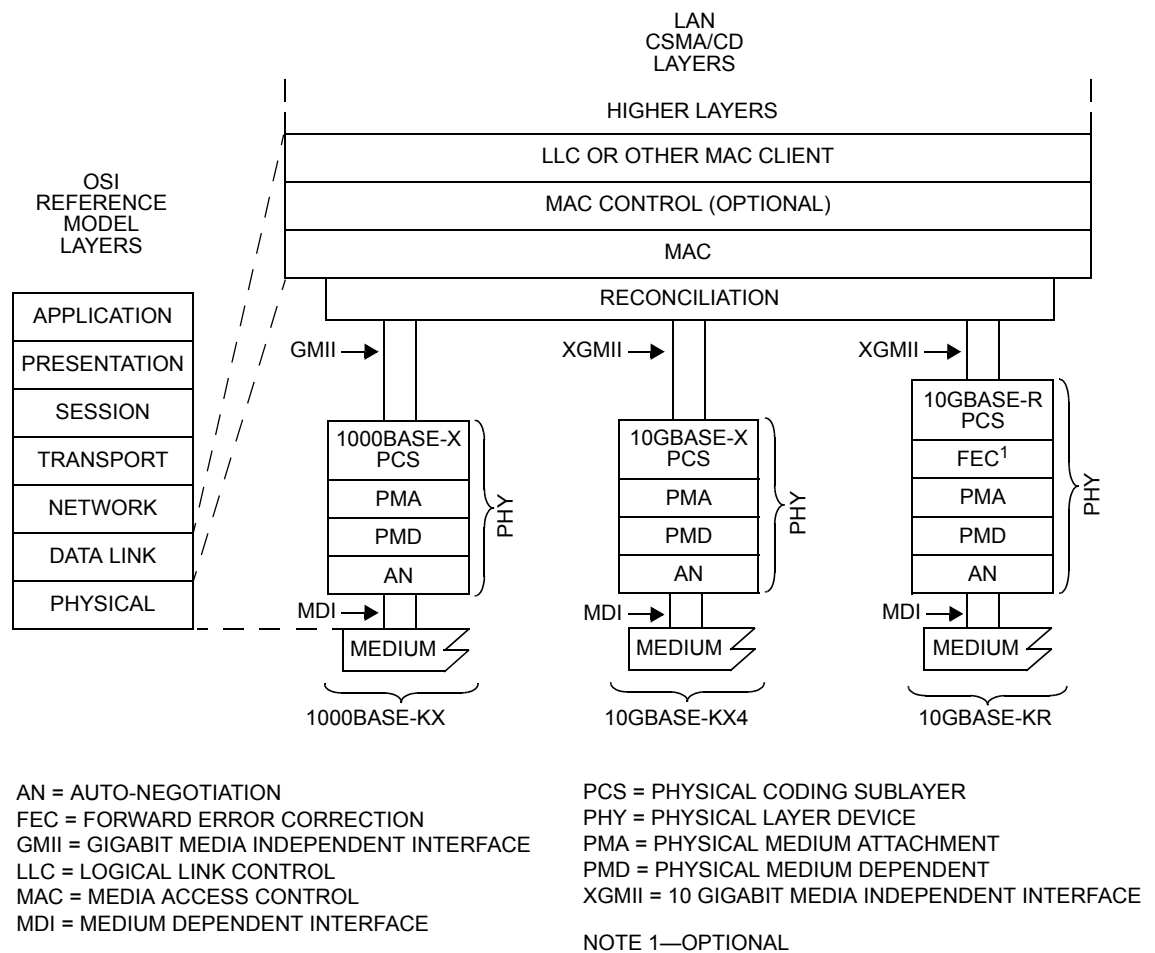 LAN
CSMA/CD
LAYERS
HIGHER LAYERS
LLC OR OTHER MAC CLIENT
MAC CONTROL (OPTIONAL)
MAC
RECONCILIATION
OSI
REFERENCE
MODEL
LAYERS
APPLICATION
PRESENTATION
SESSION
TRANSPORT
NETWORK
DATA LINK
PHYSICAL
GMII
1000BASE-X
PCS
PMA
PMD
AN
PHY
MDI
MEDIUM
1000BASE-KX
XGMII
10GBASE-X
PCS
PMA
PMD
AN
PHY
MDI
MEDIUM
10GBASE-KX4
XGMII
10GBASE-R
PCS
FEC1
PMA
PMD
AN
PHY
MDI
MEDIUM
10GBASE-KR
AN = AUTO-NEGOTIATION
FEC = FORWARD ERROR CORRECTION
GMII = GIGABIT MEDIA INDEPENDENT INTERFACE
LLC = LOGICAL LINK CONTROL
MAC = MEDIA ACCESS CONTROL
MDI = MEDIUM DEPENDENT INTERFACE
PCS = PHYSICAL CODING SUBLAYER
PHY = PHYSICAL LAYER DEVICE
PMA = PHYSICAL MEDIUM ATTACHMENT
PMD = PHYSICAL MEDIUM DEPENDENT
XGMII = 10 GIGABIT MEDIA INDEPENDENT INTERFACE
NOTE 1—OPTIONAL